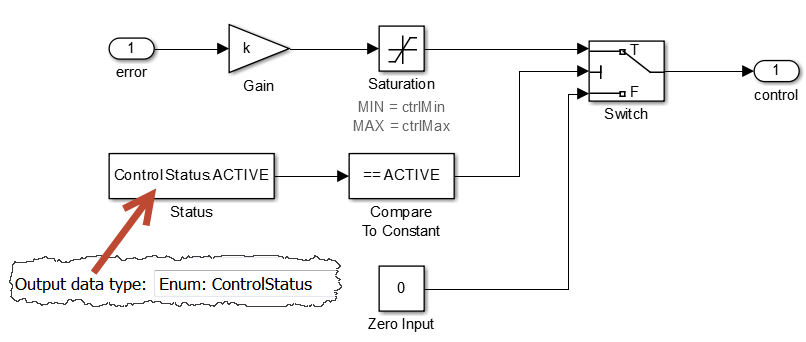 1
error
k
Gain
Saturation
MIN = ctrlMin
MAX = ctrlMax
T
F
Switch
1
control
ControlStatus.ACTIVE
Status
== ACTIVE
Compare
To Constant
Output data type: Enum: ControlStatus
0
Zero Input